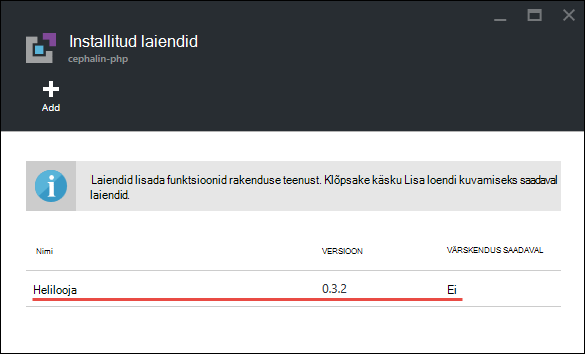 Installitud laiendid
cephalin-php
Add
Laiendid lisada funktsioonid rakenduse teenust. Klõpsake käsku Lisa loendi kuvamiseks saadaval
laiendid.
Nimi VERSIOON VÄRSKENDUS SAADAVAL
Helilooja 0.3.2 Ei